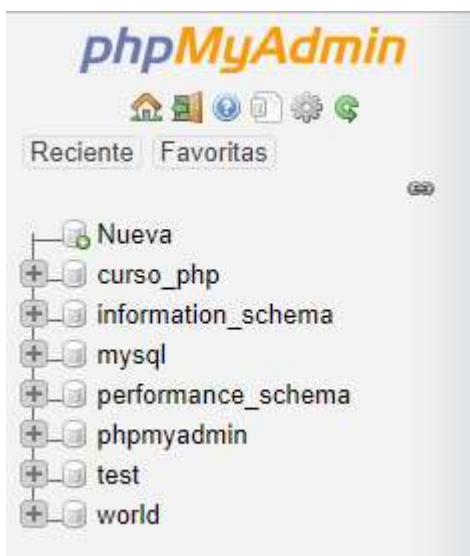 phpMyAdmin
Reciente Favoritas
Nueva
curso_php
information_schema
mysql
performance_schema
phpmyadmin
test
world